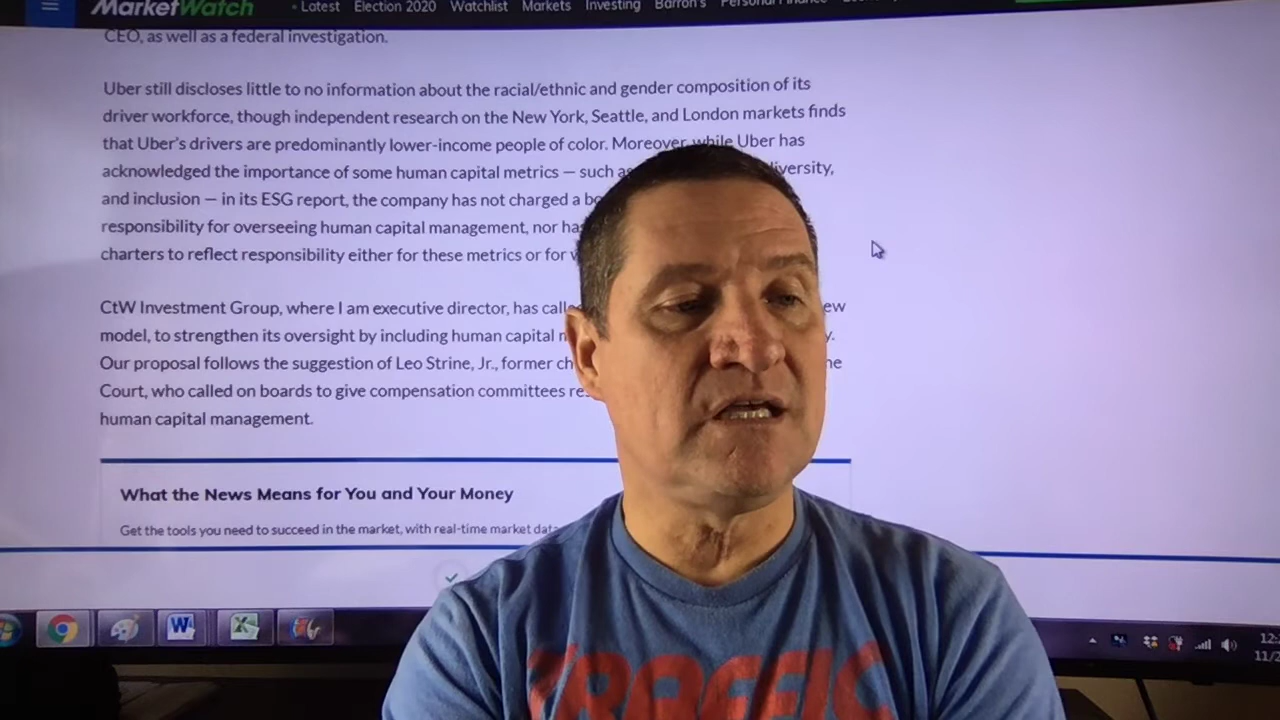 MarketWatch
Latest Election 2020 Watchlist Markets Investing Barron's Personal Finance
CEO, as well as a federal investigation.
Uber still discloses little to no information about the racial/ethnic and gender composition of its
driver workforce, though independent research on the New York, Seattle, and London markets finds
that Uber's drivers are predominantly lower-income people of color. Moreover, while Uber has
acknowledged the importance of some human capital metrics — such as diversity,
and inclusion — in its ESG report, the company has not charged a
responsibility for overseeing human capital management, nor has
charters to reflect responsibility either for these metrics or for
CtW Investment Group, where I am executive director, has
model, to strengthen its oversight by including human capital
Our proposal follows the suggestion of Leo Strine, Jr., former
Court, who called on boards to give compensation committees
human capital management.
What the News Means for You and Your Money
Get the tools you need to succeed in the market, with real-time market data
TRAFFIC